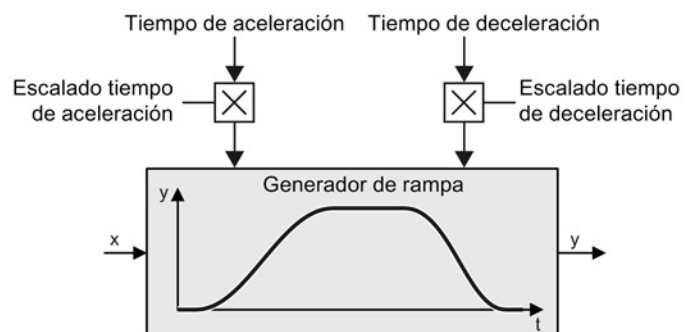 Tiempo de aceleración
Tiempo de deceleración
Escalado tiempo
de aceleración
Escalado tiempo
de deceleración
Generador de rampa
y
x
y
t